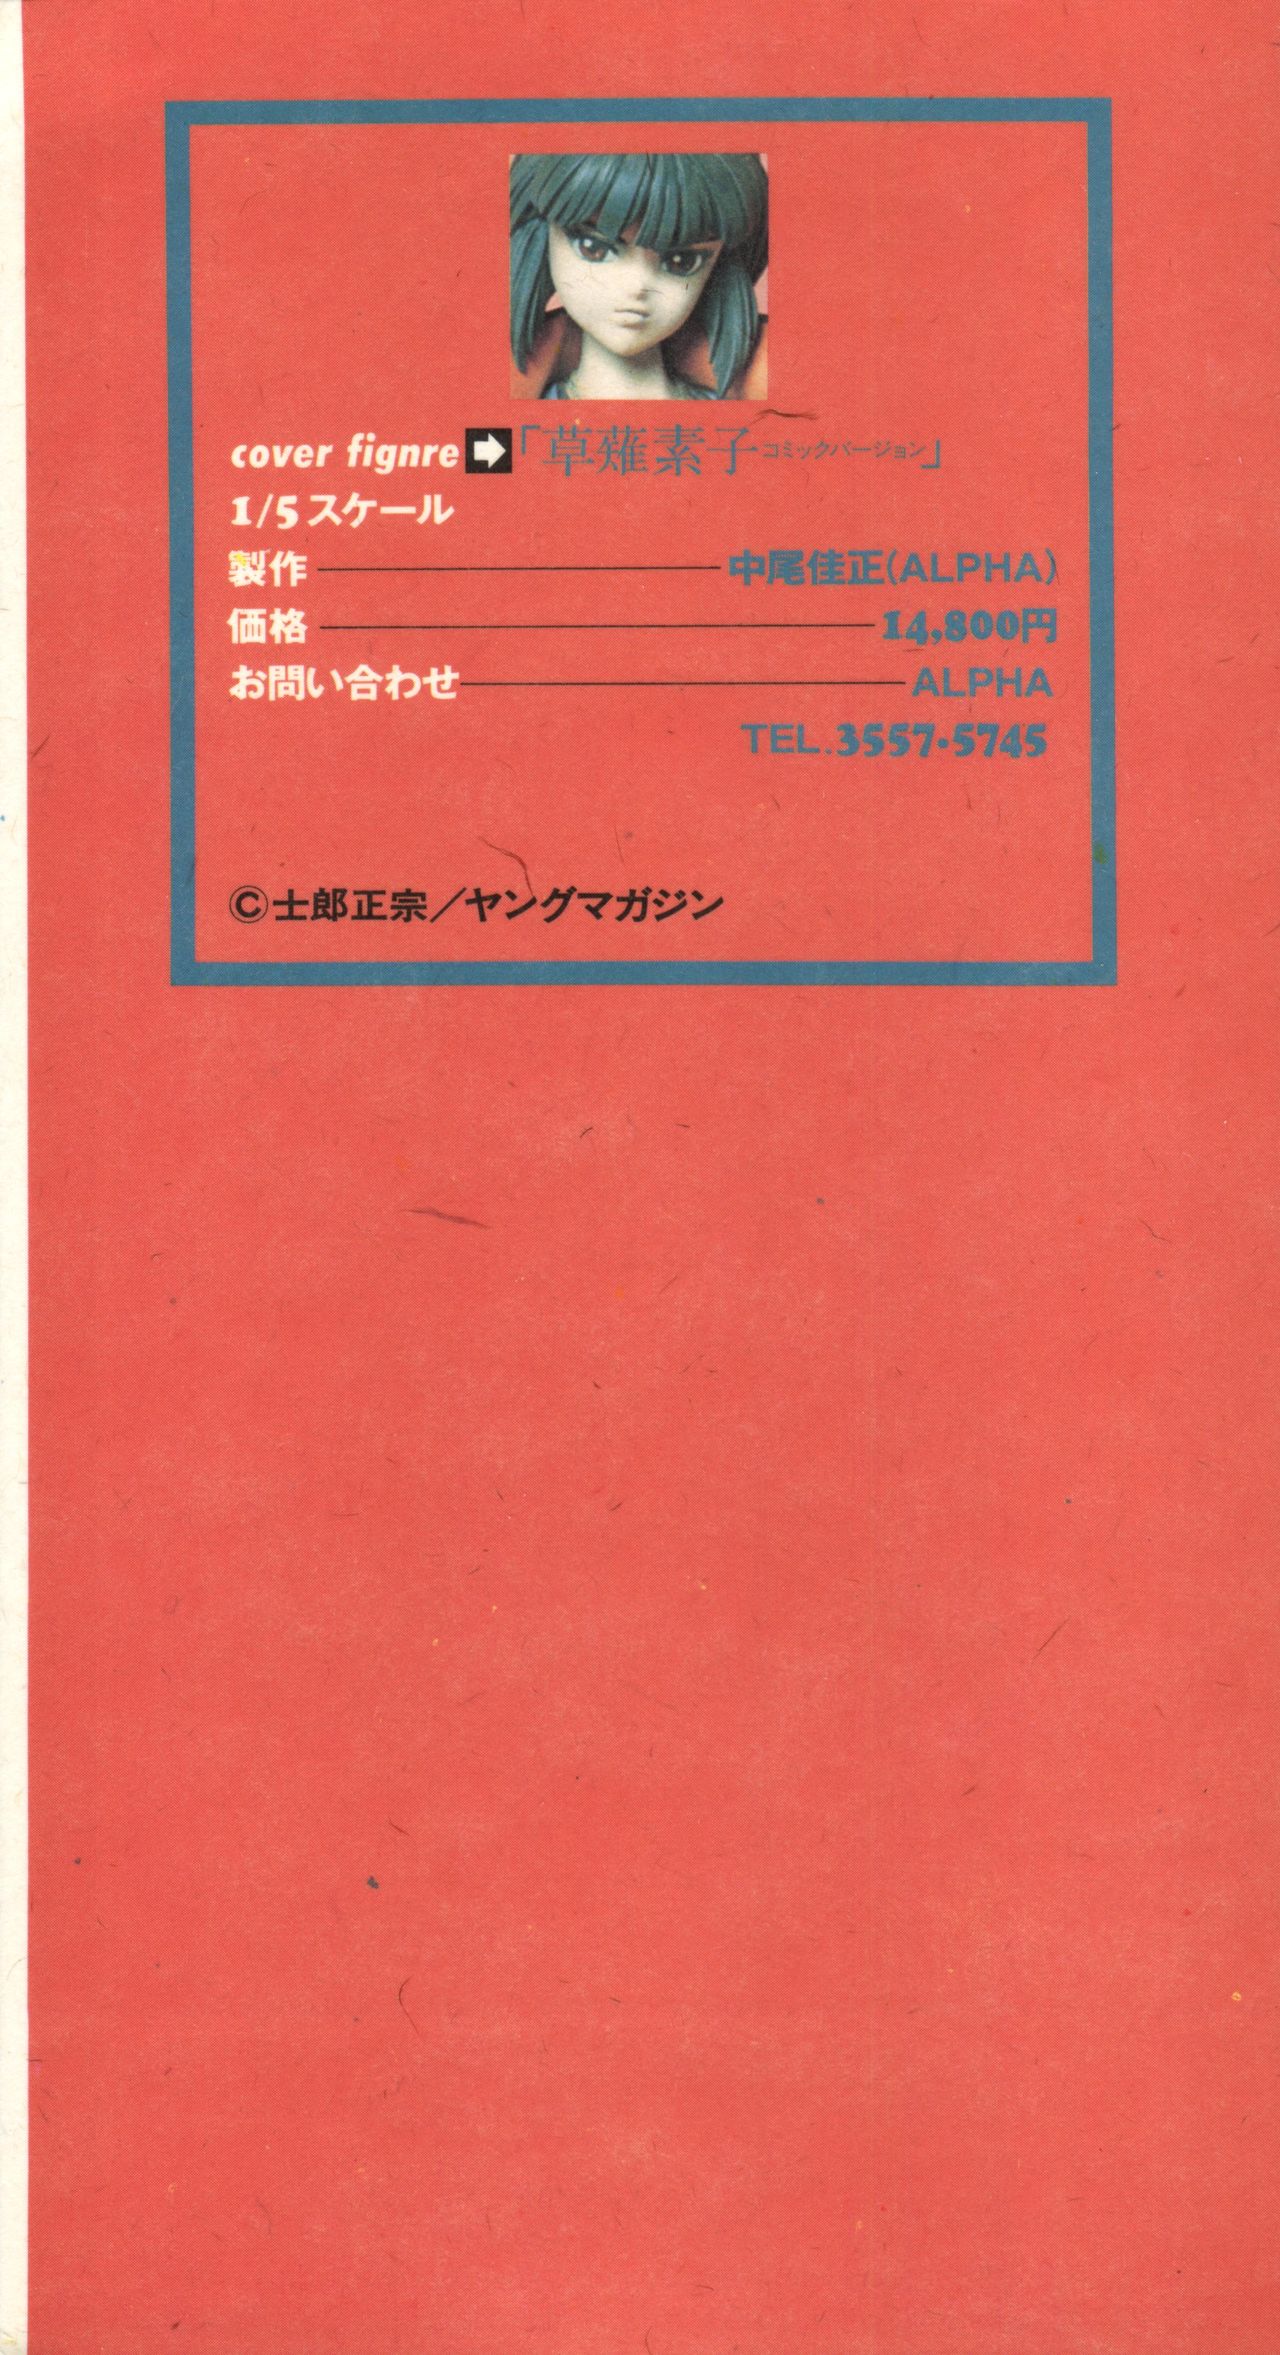 cover fignre➡「草薙素子コミックバージョン」
1/5スケール
製作 中尾佳正(ALPHA)
価格 14,800円
お問い合わせ ALPHA
TEL.3557・5745
©士郎正宗／ヤングマガジン